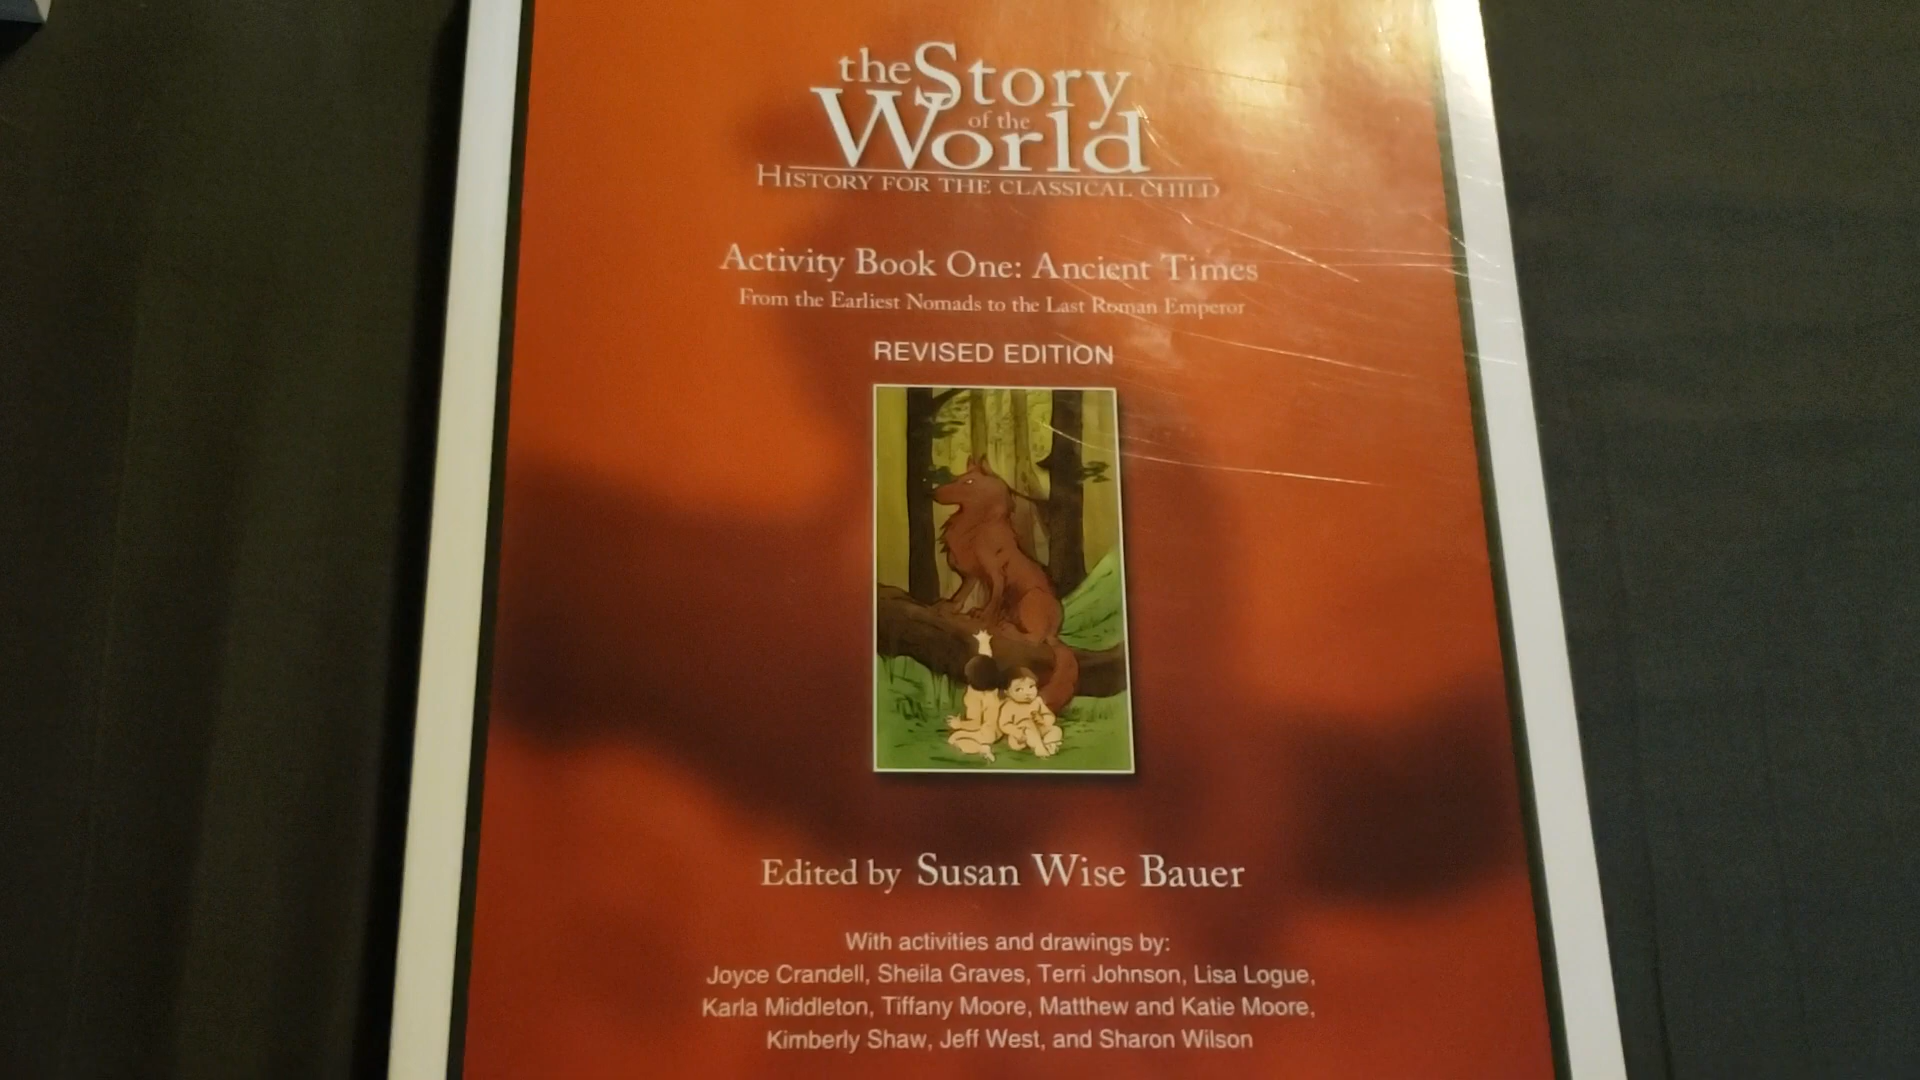 the Story
of the
World
HISTORY FOR THE CLASSICAL CHILD
Activity Book One: Ancient Times
From the Earliest Nomads to the Last Roman Emperor
REVISED EDITION
Edited by Susan Wise Bauer
With activities and drawings by:
Joyce Crandell, Sheila Graves, Terri Johnson, Lisa Logue,
Karla Middleton, Tiffany Moore, Matthew and Katie Moore,
Kimberly Shaw, Jeff West, and Sharon Wilson